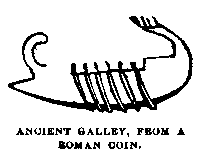 ANCIENT GALLEY, FROM A
ROMAN COIN.